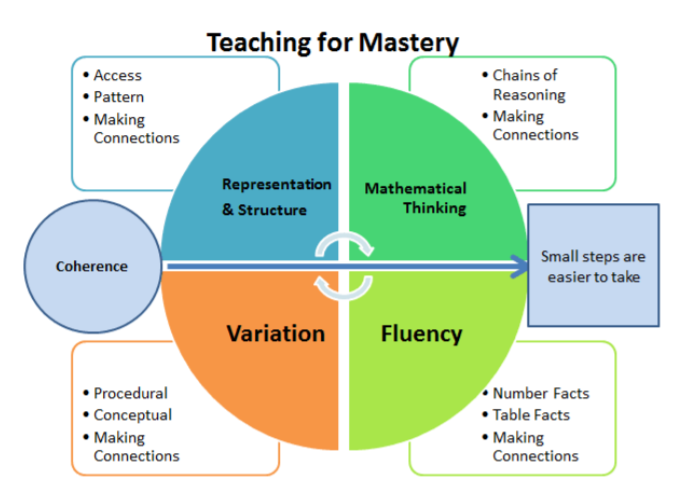 Teaching for Mastery
• Access
• Pattern
• Making
Connections
• Chains of
Reasoning
• Making
Connections
Representation
& Structure
Mathematical
Thinking
Coherence
Small steps are
easier to take
Variation
Fluency
• Procedural
• Conceptual
• Making
Connections
• Number Facts
• Table Facts
• Making
Connections